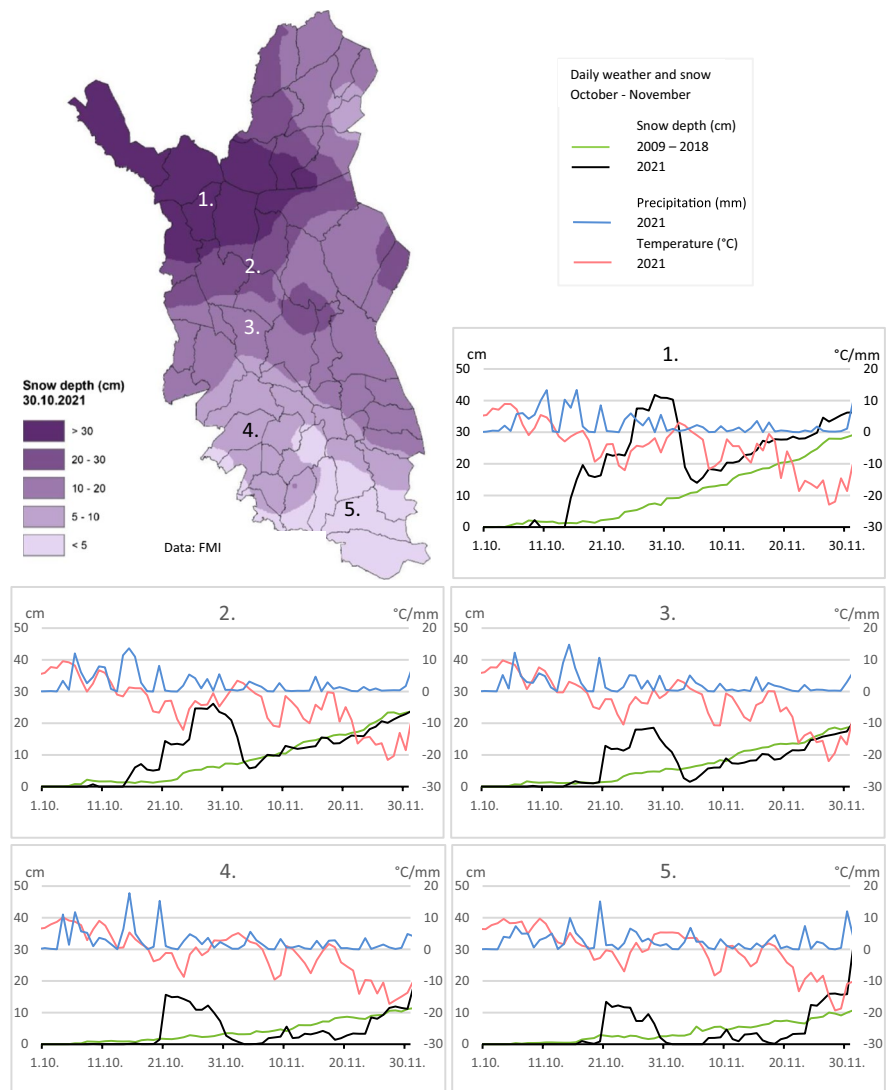 Daily weather and snow
October - November
Snow depth (cm)
2009 – 2018
2021
Precipitation (mm)
2021
Temperature (°C)
2021
1.
2.
3.
4.
5.
Snow depth (cm)
30.10.2021
> 30
20 - 30
10 - 20
5 - 10
< 5
Data: FMI
cm 1. °C/mm
50 20
40 10
30 0
20 -10
10 -20
0 -30
1.10. 11.10. 21.10. 31.10. 10.11. 20.11. 30.11.
cm 2. °C/mm
50 20
40 10
30 0
20 -10
10 -20
0 -30
1.10. 11.10. 21.10. 31.10. 10.11. 20.11. 30.11.
cm 3. °C/mm
50 20
40 10
30 0
20 -10
10 -20
0 -30
1.10. 11.10. 21.10. 31.10. 10.11. 20.11. 30.11.
cm 4. °C/mm
50 20
40 10
30 0
20 -10
10 -20
0 -30
1.10. 11.10. 21.10. 31.10. 10.11. 20.11. 30.11.
cm 5. °C/mm
50 20
40 10
30 0
20 -10
10 -20
0 -30
1.10. 11.10. 21.10. 31.10. 10.11. 20.11. 30.11.